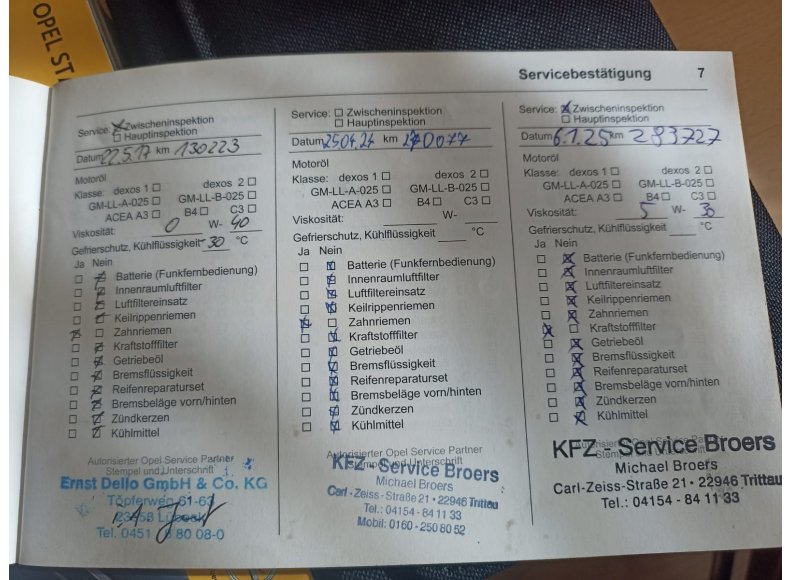 OPEL ST
Servicebestätigung 7
Service: Zwischeninspektion
Hauptinspektion
Datum 22.5.17 km 130223
Motoröl
Klasse: dexos 1 dexos 2
GM-LL-A-025 GM-LL-B-025
ACEA A3 B4 C3
Viskosität: 0 W- 40
Gefrierschutz, Kühlflüssigkeit -30 °C
Ja Nein
Batterie (Funkfernbedienung)
Innenraumluftfilter
Luftfiltereinsatz
Keilrippenriemen
Zahnriemen
Kraftstofffilter
Getriebeöl
Bremsflüssigkeit
Reifenreparaturset
Bremsbeläge vorn/hinten
Zündkerzen
Kühlmittel
Autorisierter Opel Service Partner
Stempel und Unterschrift
Ernst Dello GmbH & Co. KG
Töpferweg 61-63
Tel. 0451 80 08-0
Service: Zwischeninspektion
Hauptinspektion
Datum 25.04.24 km
Motoröl
Klasse: dexos 1 dexos 2
GM-LL-A-025 GM-LL-B-025
ACEA A3 B4 C3
Viskosität: W-
Gefrierschutz, Kühlflüssigkeit °C
Ja Nein
Batterie (Funkfernbedienung)
Innenraumluftfilter
Luftfiltereinsatz
Keilrippenriemen
Zahnriemen
Kraftstofffilter
Getriebeöl
Bremsflüssigkeit
Reifenreparaturset
Bremsbeläge vorn/hinten
Zündkerzen
Kühlmittel
Autorisierter Opel Service Partner
KFZ - Service Broers
Michael Broers
Carl-Zeiss-Straße 21 • 22946 Trittau
Tel.: 04154 - 84 11 33
Mobil: 0160 - 250 80 52
Service: Zwischeninspektion
Hauptinspektion
Datum 6.1.25 km 283727
Motoröl
Klasse: dexos 1 dexos 2
GM-LL-A-025 GM-LL-B-025
ACEA A3 B4 C3
Viskosität: 5 W- 30
Gefrierschutz, Kühlflüssigkeit °C
Ja Nein
Batterie (Funkfernbedienung)
Innenraumluftfilter
Luftfiltereinsatz
Keilrippenriemen
Zahnriemen
Kraftstofffilter
Getriebeöl
Bremsflüssigkeit
Reifenreparaturset
Bremsbeläge vorn/hinten
Zündkerzen
Kühlmittel
KFZ - Service Broers
Michael Broers
Carl-Zeiss-Straße 21 • 22946 Trittau
Tel.: 04154 - 84 11 33